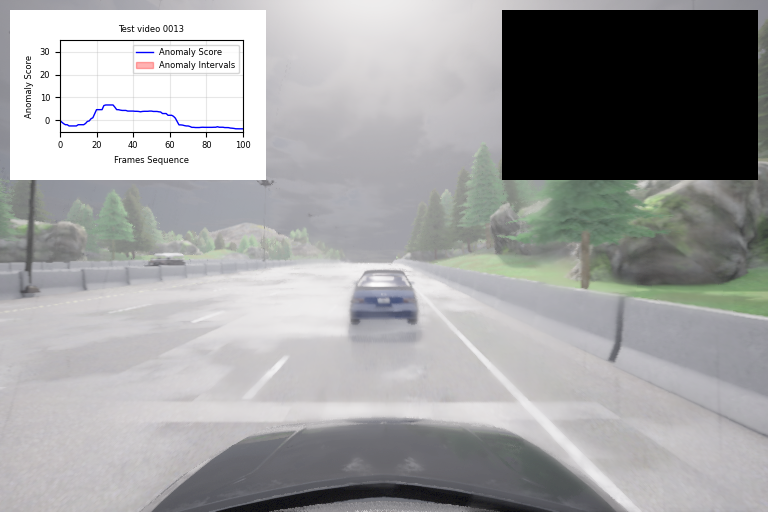 Test video 0013
Anomaly Score
30
20
10
0
Anomaly Score
Anomaly Intervals
0 20 40 60 80 100
Frames Sequence